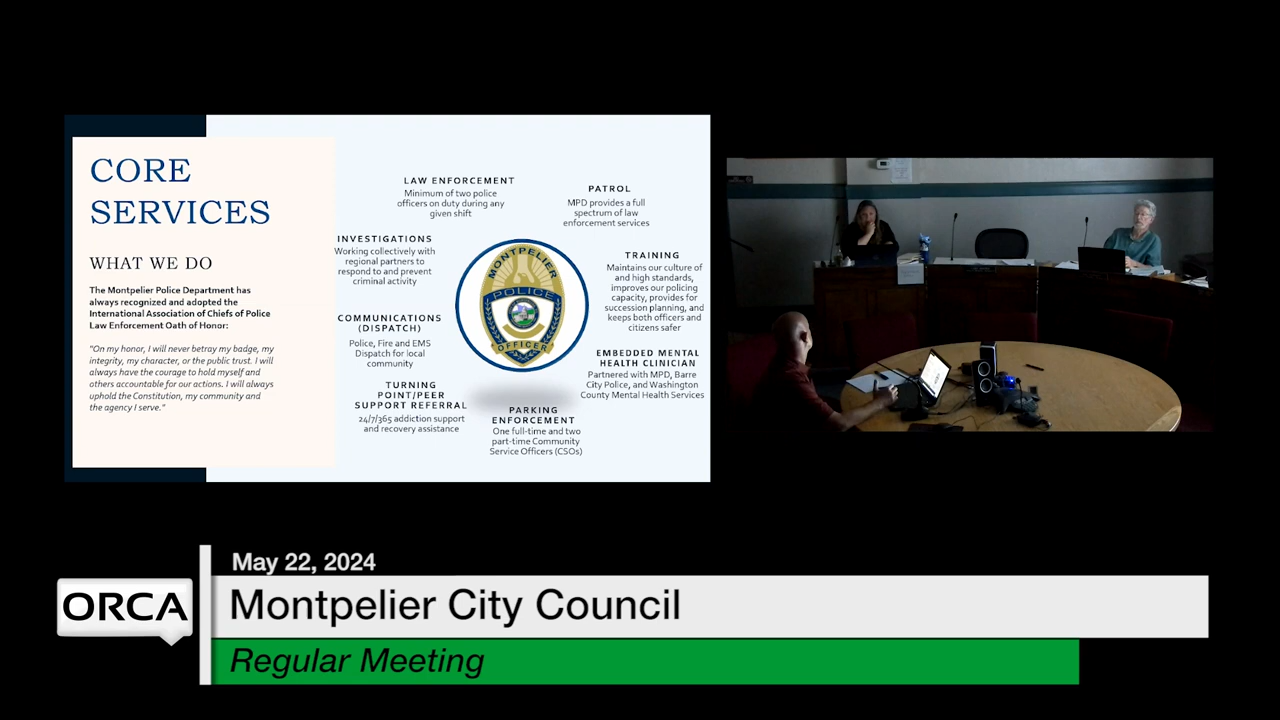 CORE
SERVICES
WHAT WE DO
The Montpelier Police Department has
always recognized and adopted the
International Association of Chiefs of Police
Law Enforcement Oath of Honor:
"On my honor, I will never betray my badge, my
integrity, my character, or the public trust. I will
always have the courage to hold myself and
others accountable for our actions. I will always
uphold the Constitution, my community and
the agency I serve."
LAW ENFORCEMENT
Minimum of two police
officers on duty during any
given shift
PATROL
MPD provides a full
spectrum of law
enforcement services
INVESTIGATIONS
Working collectively with
regional partners to
respond to and prevent
criminal activity
TRAINING
Maintains our culture of
and high standards,
improves our policing
capacity, provides for
succession planning, and
keeps both officers and
citizens safer
COMMUNICATIONS
(DISPATCH)
Police, Fire and EMS
Dispatch for local
community
EMBEDDED MENTAL
HEALTH CLINICIAN
Partnered with MPD, Barre
City Police, and Washington
County Mental Health Services
TURNING
POINT/PEER
SUPPORT REFERRAL
24/7/365 addiction support
and recovery assistance
PARKING
ENFORCEMENT
One full-time and two
part-time Community
Service Officers (CSOs)
MONTPELIER
POLICE
OFFICER
May 22, 2024
ORCA
Montpelier City Council
Regular Meeting